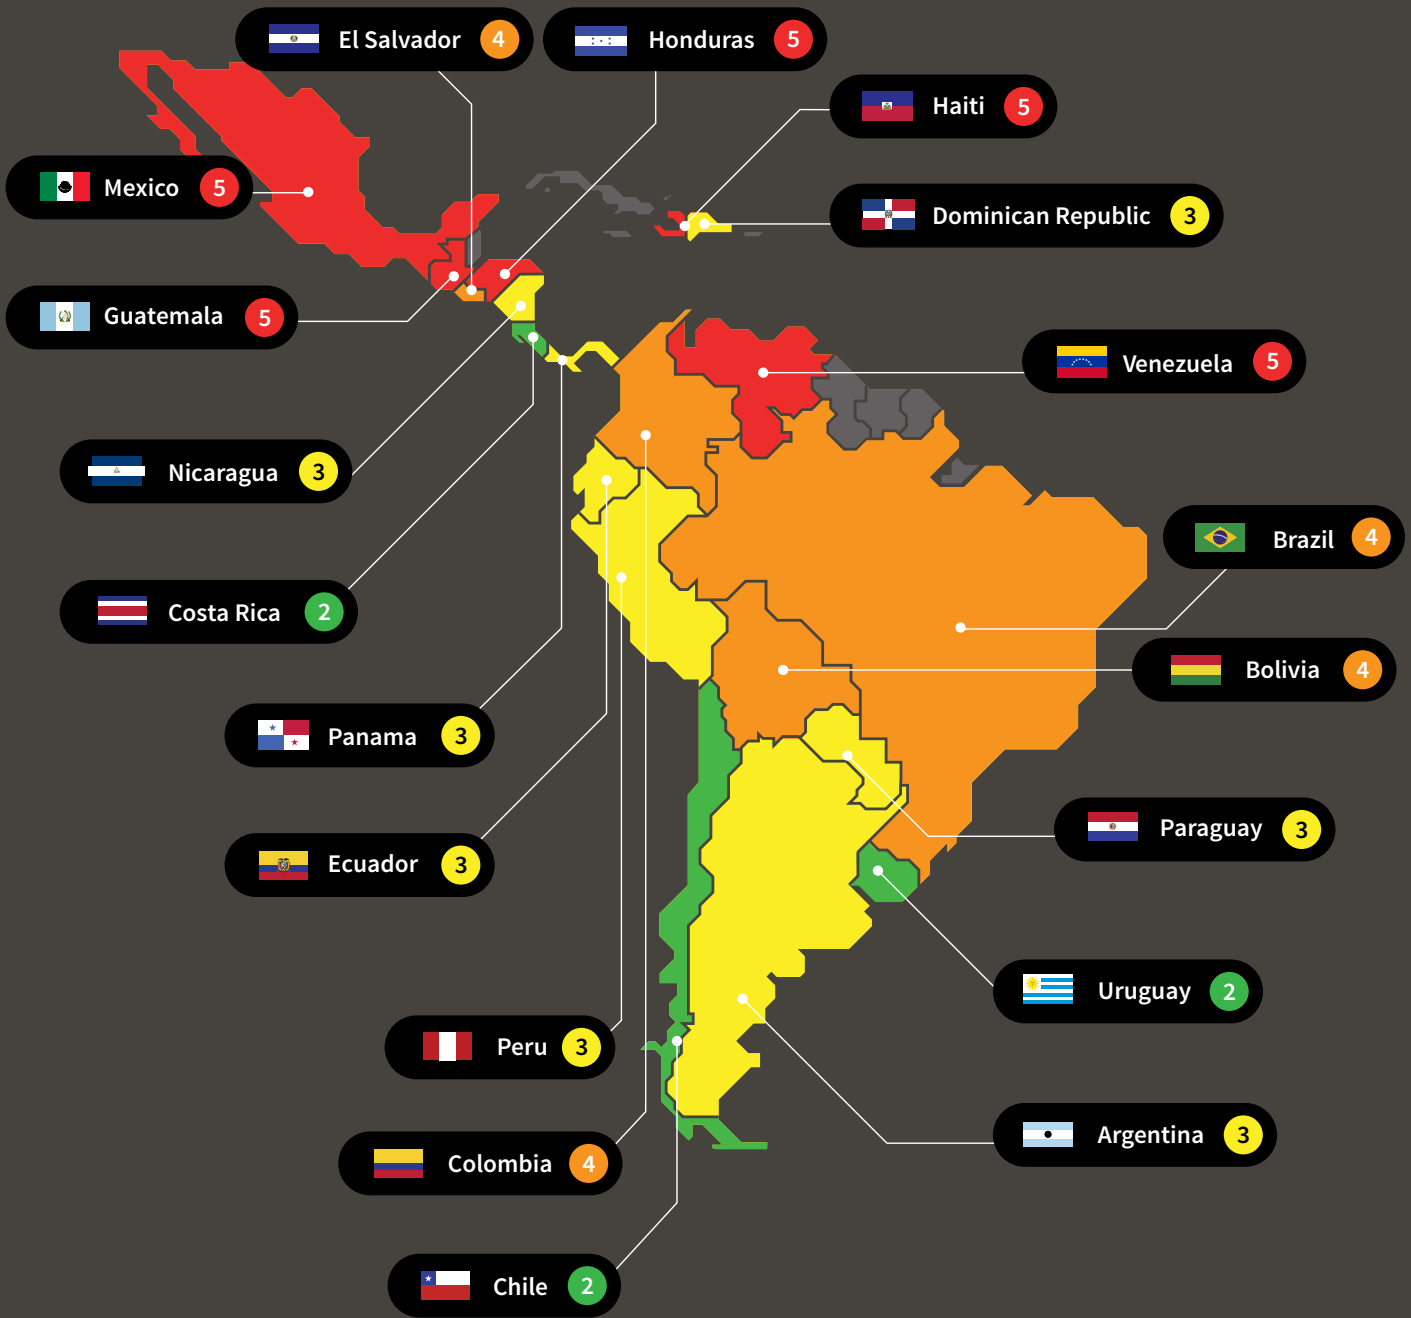 El Salvador 4
Honduras 5
Haiti 5
Mexico 5
Dominican Republic 3
Guatemala 5
Venezuela 5
Nicaragua 3
Brazil 4
Costa Rica 2
Bolivia 4
Panama 3
Paraguay 3
Ecuador 3
Uruguay 2
Peru 3
Argentina 3
Colombia 4
Chile 2